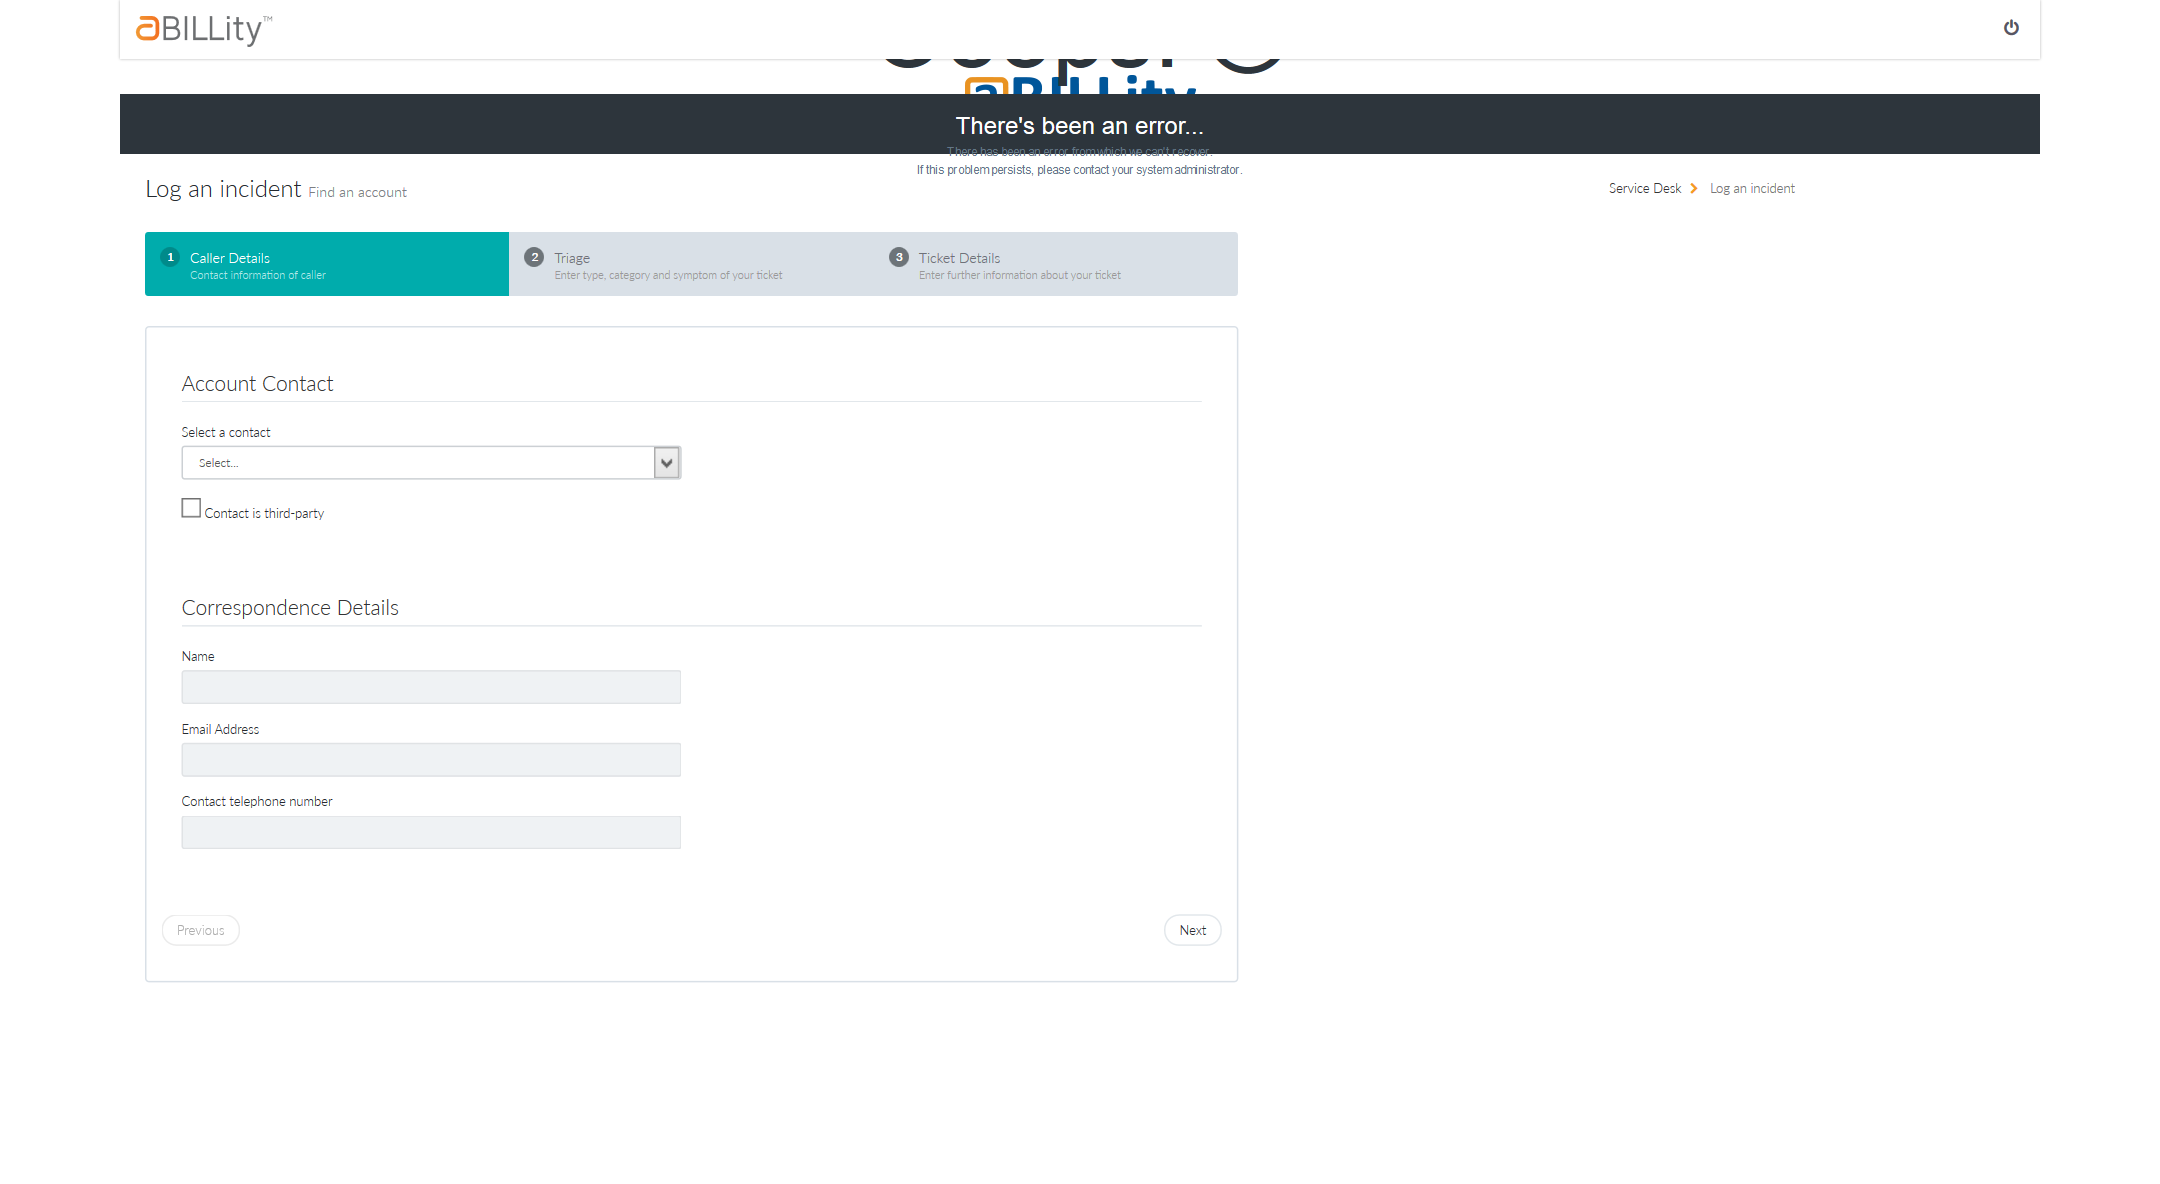 aBILLity™
aBILLity
There's been an error...
There has been an error from which we can't recover.
If this problem persists, please contact your system administrator.
Log an incident Find an account
Service Desk Log an incident
1 Caller Details
Contact information of caller
2 Triage
Enter type, category and symptom of your ticket
3 Ticket Details
Enter further information about your ticket
Account Contact
Select a contact
Select...
Contact is third-party
Correspondence Details
Name
Email Address
Contact telephone number
Previous
Next